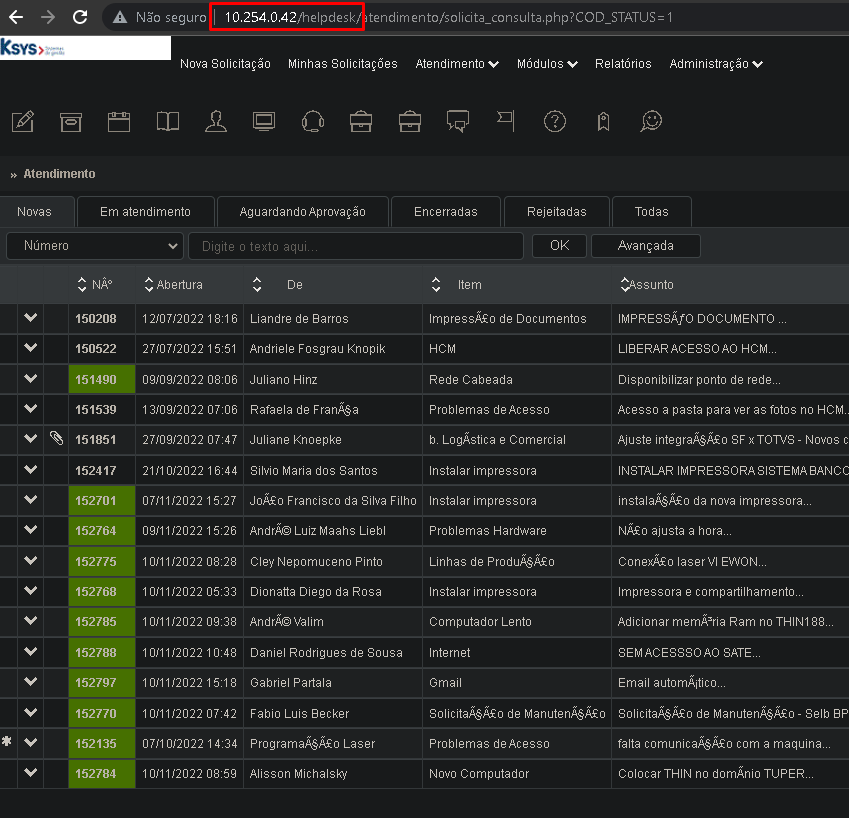 Não seguro | 10.254.0.42/helpdesk/atendimento/solicita_consulta.php?COD_STATUS=1
Ksys> Sistemas de gestão
Nova Solicitação Minhas Solicitações Atendimento Módulos Relatórios Administração
» Atendimento
Novas Em atendimento Aguardando Aprovação Encerradas Rejeitadas Todas
Número Digite o texto aqui... OK Avançada
NÂº Abertura De Item Assunto
150208 12/07/2022 18:16 Liandre de Barros ImpressÃ£o de Documentos IMPRESSÃƒO DOCUMENTO ...
150522 27/07/2022 15:51 Andriele Fosgrau Knopik HCM LIBERAR ACESSO AO HCM...
151490 09/09/2022 08:06 Juliano Hinz Rede Cabeada Disponibilizar ponto de rede...
151539 13/09/2022 07:06 Rafaela de FranÃ§a Problemas de Acesso Acesso a pasta para ver as fotos no HCM..
151851 27/09/2022 07:47 Juliane Knoepke b. LogÃ­stica e Comercial Ajuste integraÃ§Ã£o SF x TOTVS - Novos c
152417 21/10/2022 16:44 Silvio Maria dos Santos Instalar impressora INSTALAR IMPRESSORA SISTEMA BANCO
152701 07/11/2022 15:27 JoÃ£o Francisco da Silva Filho Instalar impressora instalaÃ§Ã£o da nova impressora...
152764 09/11/2022 15:26 AndrÃ© Luiz Maahs Liebl Problemas Hardware NÃ£o ajusta a hora...
152775 10/11/2022 08:28 Cley Nepomuceno Pinto Linhas de ProduÃ§Ã£o ConexÃ£o laser VI EWON...
152768 10/11/2022 05:33 Dionatta Diego da Rosa Instalar impressora Impressora e compartilhamento...
152785 10/11/2022 09:38 AndrÃ© Valim Computador Lento Adicionar memÃ³ria Ram no THIN188...
152788 10/11/2022 10:48 Daniel Rodrigues de Sousa Internet SEM ACESSSO AO SATE...
152797 10/11/2022 15:18 Gabriel Partala Gmail Email automÃ¡tico...
152770 10/11/2022 07:42 Fabio Luis Becker SolicitaÃ§Ã£o de ManutenÃ§Ã£o SolicitaÃ§Ã£o de ManutenÃ§Ã£o - Selb BP
* 152135 07/10/2022 14:34 ProgramaÃ§Ã£o Laser Problemas de Acesso falta comunicaÃ§Ã£o com a maquina...
152784 10/11/2022 08:59 Alisson Michalsky Novo Computador Colocar THIN no domÃ­nio TUPER...